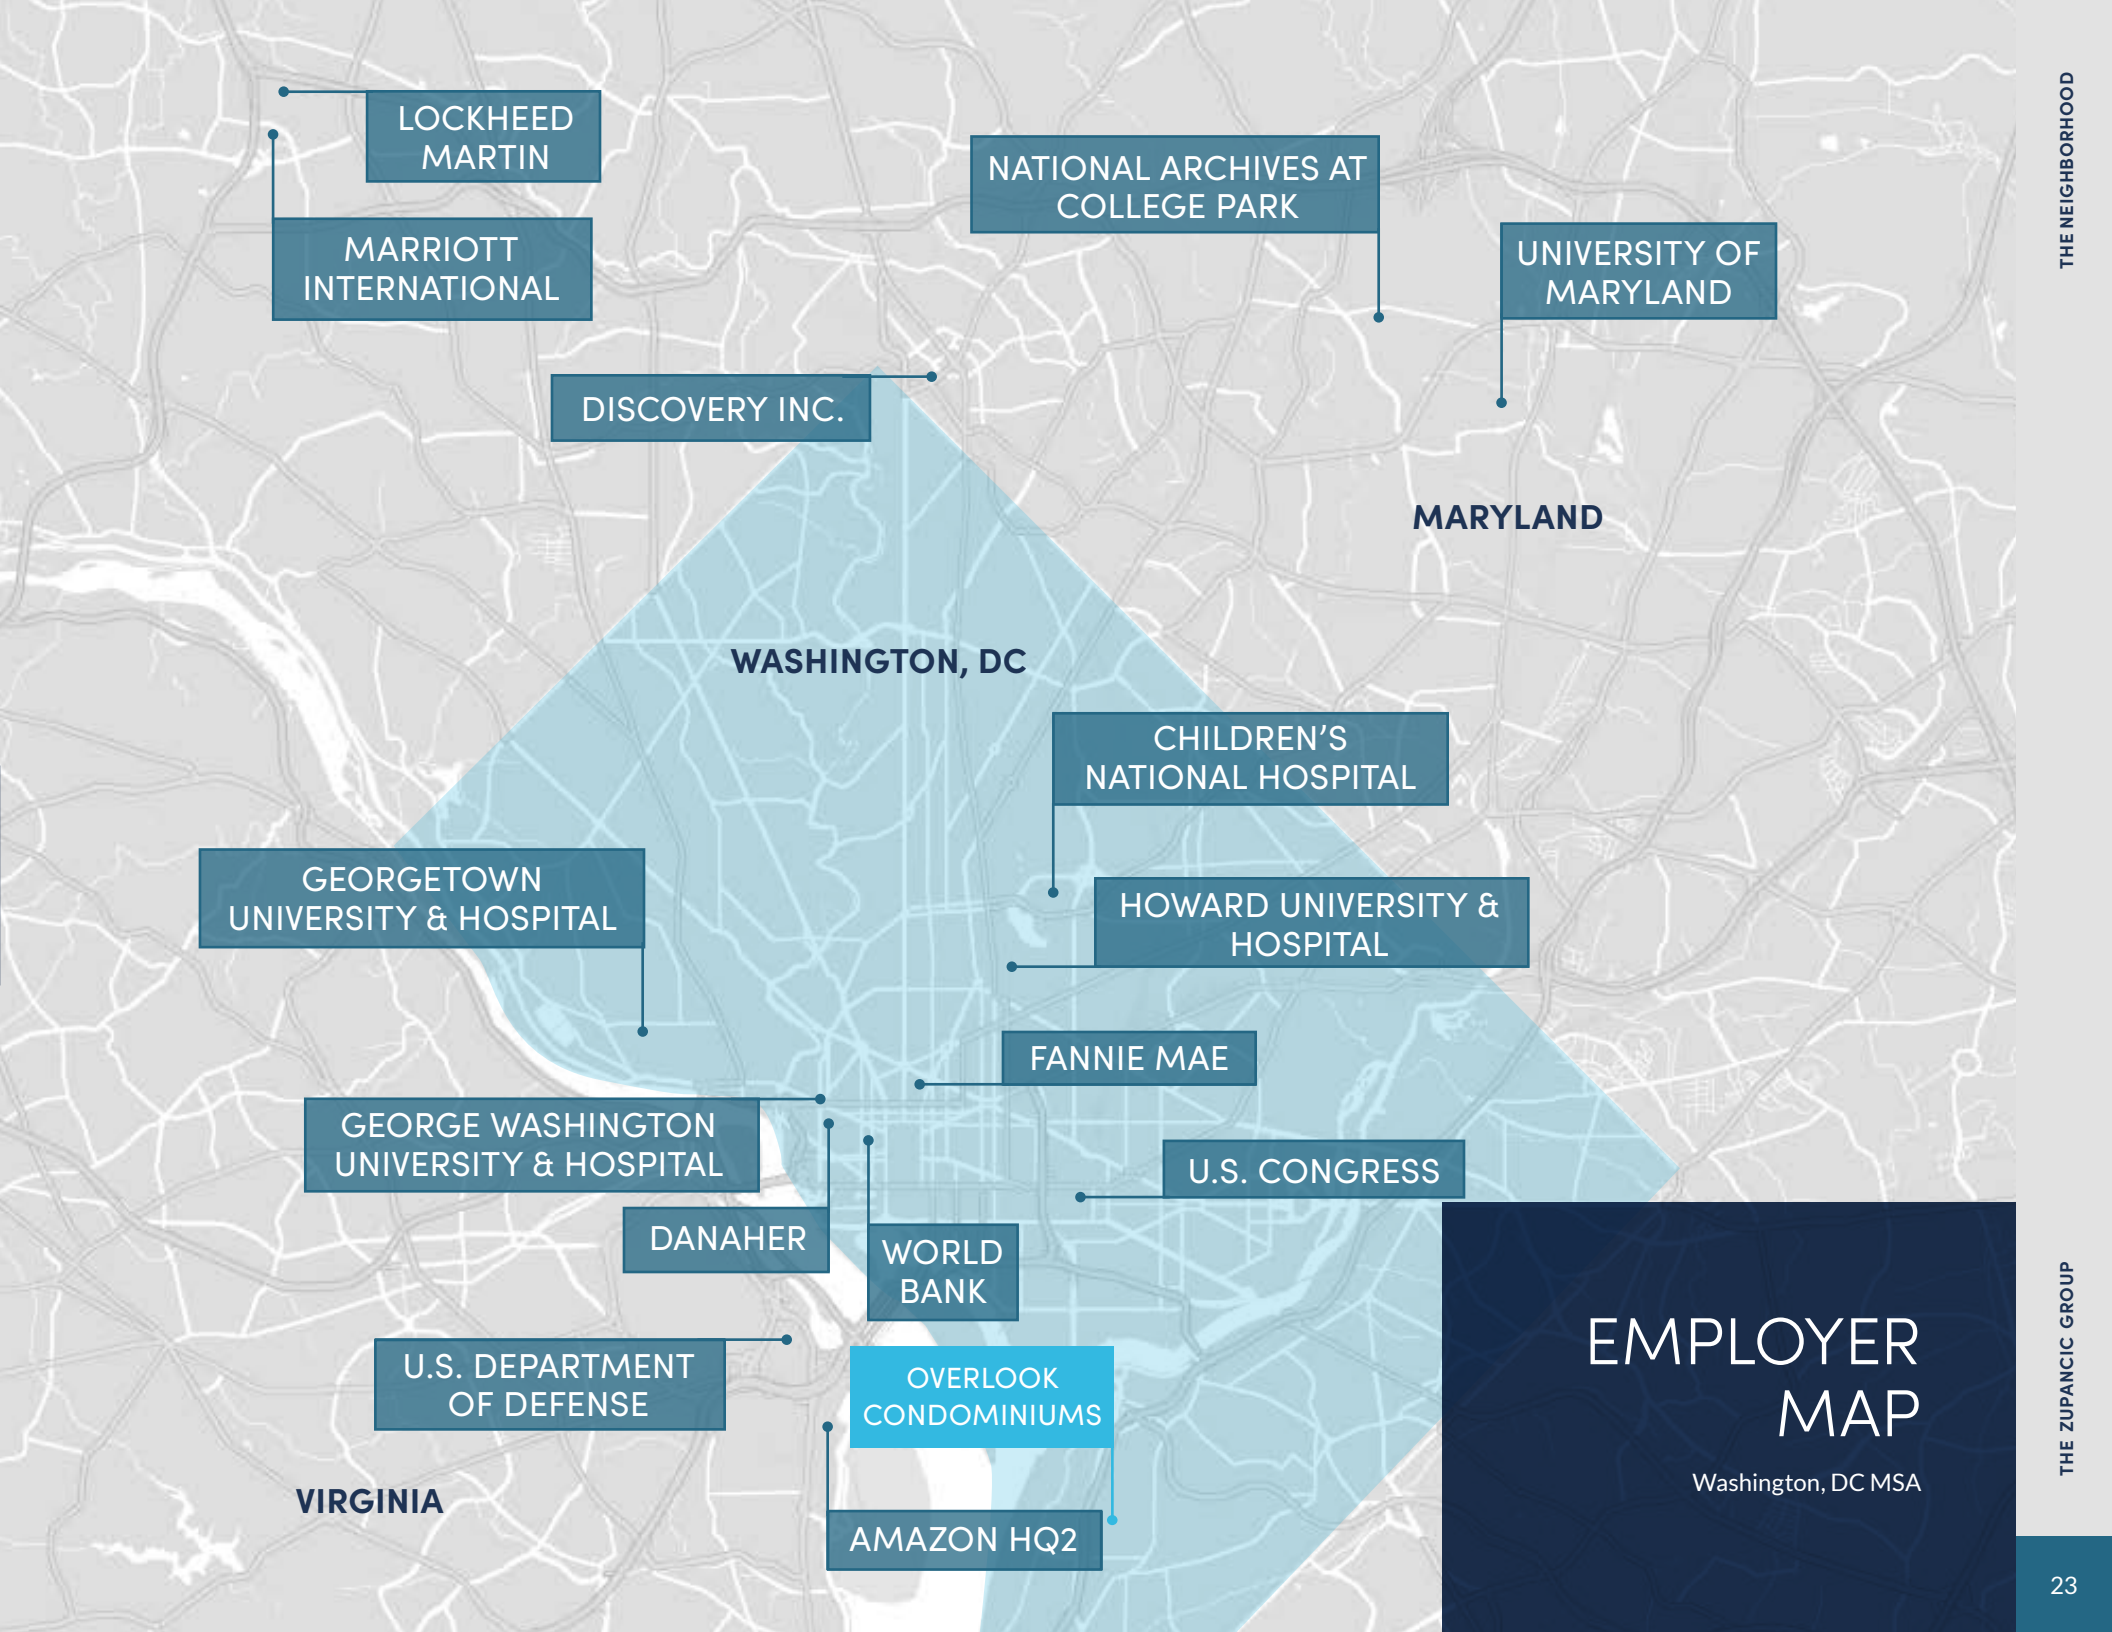 LOCKHEED
MARTIN
MARRIOTT
INTERNATIONAL
NATIONAL ARCHIVES AT
COLLEGE PARK
UNIVERSITY OF
MARYLAND
DISCOVERY INC.
MARYLAND
WASHINGTON, DC
CHILDREN’S
NATIONAL HOSPITAL
GEORGETOWN
UNIVERSITY & HOSPITAL
HOWARD UNIVERSITY &
HOSPITAL
FANNIE MAE
GEORGE WASHINGTON
UNIVERSITY & HOSPITAL
U.S. CONGRESS
DANAHER
WORLD
BANK
U.S. DEPARTMENT
OF DEFENSE
OVERLOOK
CONDOMINIUMS
VIRGINIA
AMAZON HQ2
EMPLOYER
MAP
Washington, DC MSA
THE NEIGHBORHOOD
THE ZUPANCIC GROUP
23